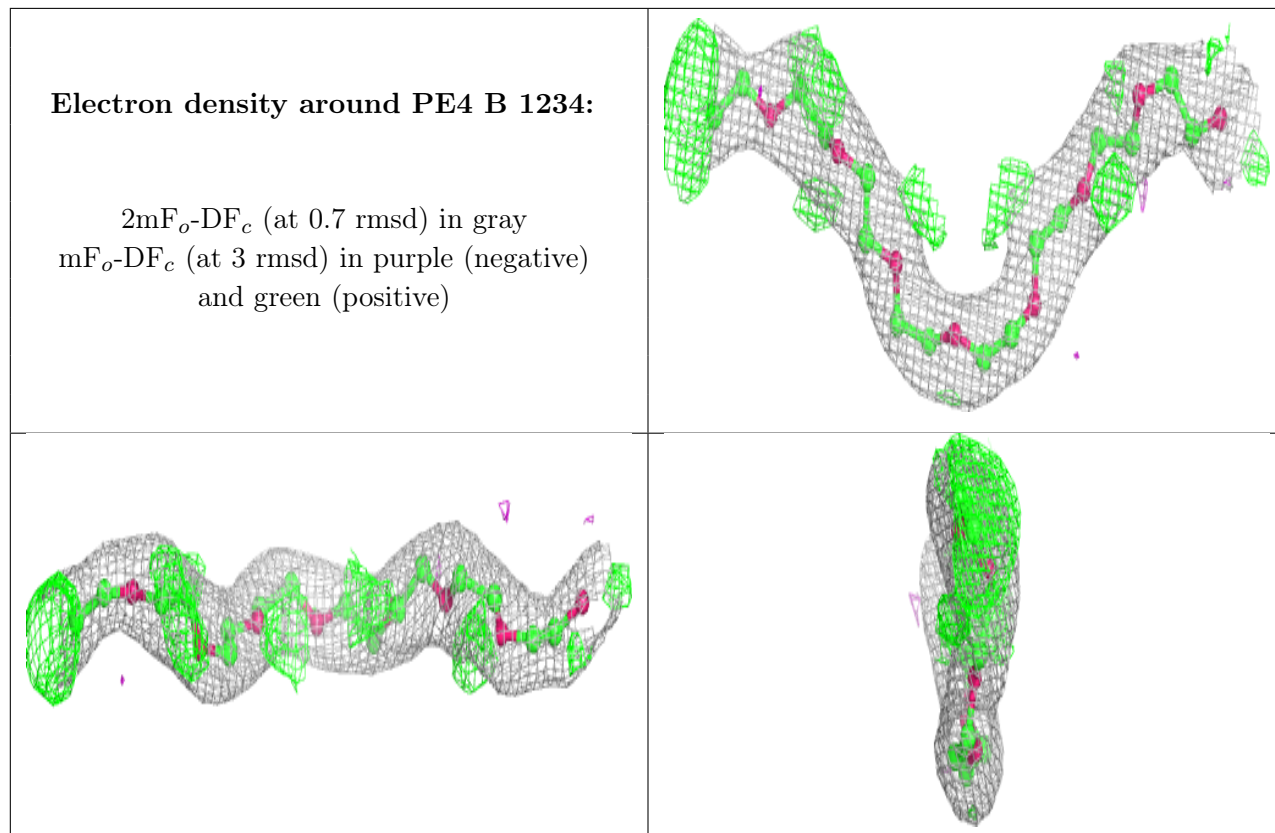 Electron density around PE4 B 1234:
2mFo-DFc (at 0.7 rmsd) in gray
mFo-DFc (at 3 rmsd) in purple (negative)
and green (positive)